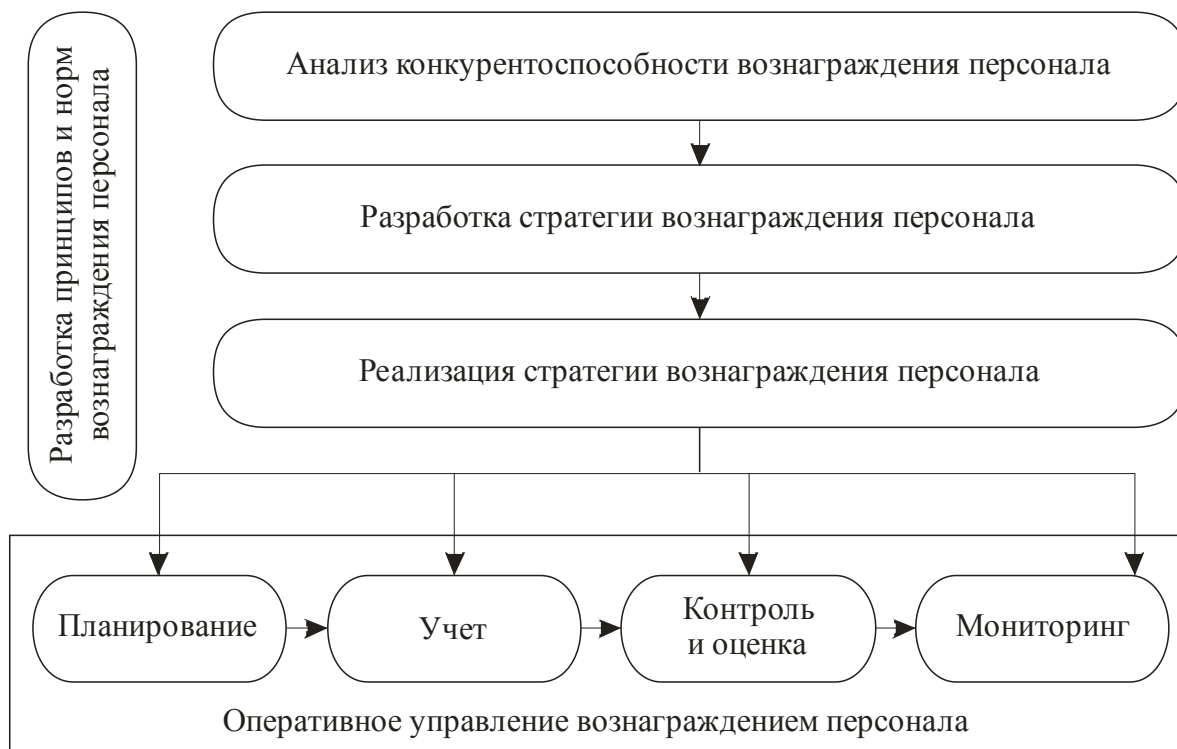 Разработка принципов и норм
вознаграждения персонала
Анализ конкурентоспособности вознаграждения персонала
Разработка стратегии вознаграждения персонала
Реализация стратегии вознаграждения персонала
Планирование
Учет
Контроль
и оценка
Мониторинг
Оперативное управление вознаграждением персонала